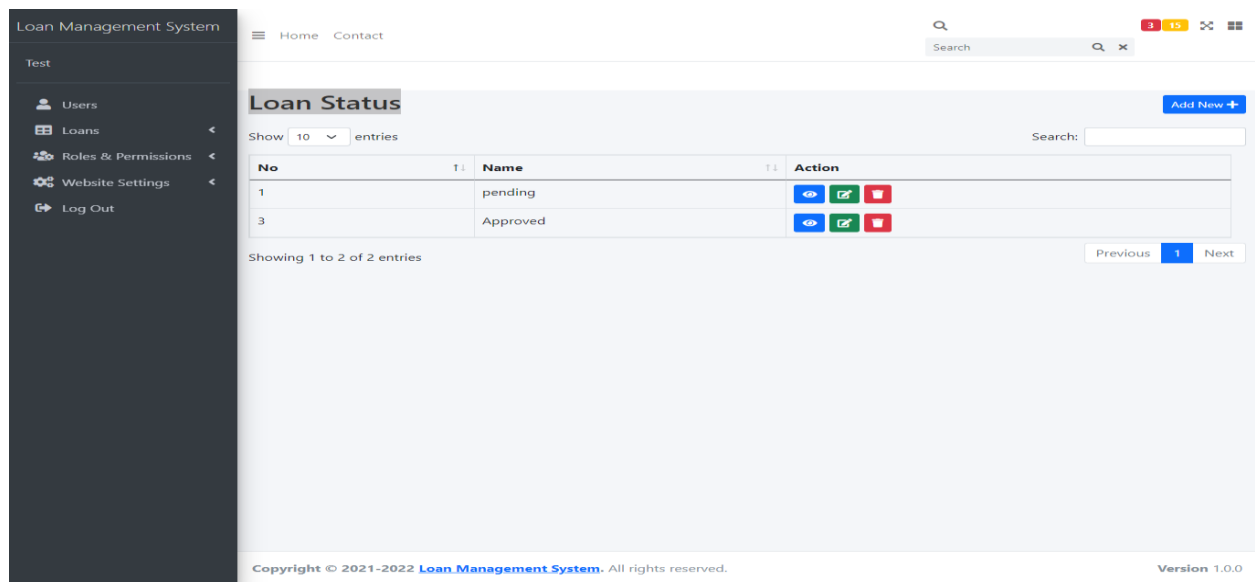 Loan Management System
Test
Users
Loans
Roles & Permissions
Website Settings
Log Out
Home Contact
3 15
Search
Loan Status
Add New
Show 10 entries
Search:
No Name Action
1 pending
3 Approved
Showing 1 to 2 of 2 entries
Previous 1 Next
Copyright © 2021-2022 Loan Management System. All rights reserved.
Version 1.0.0